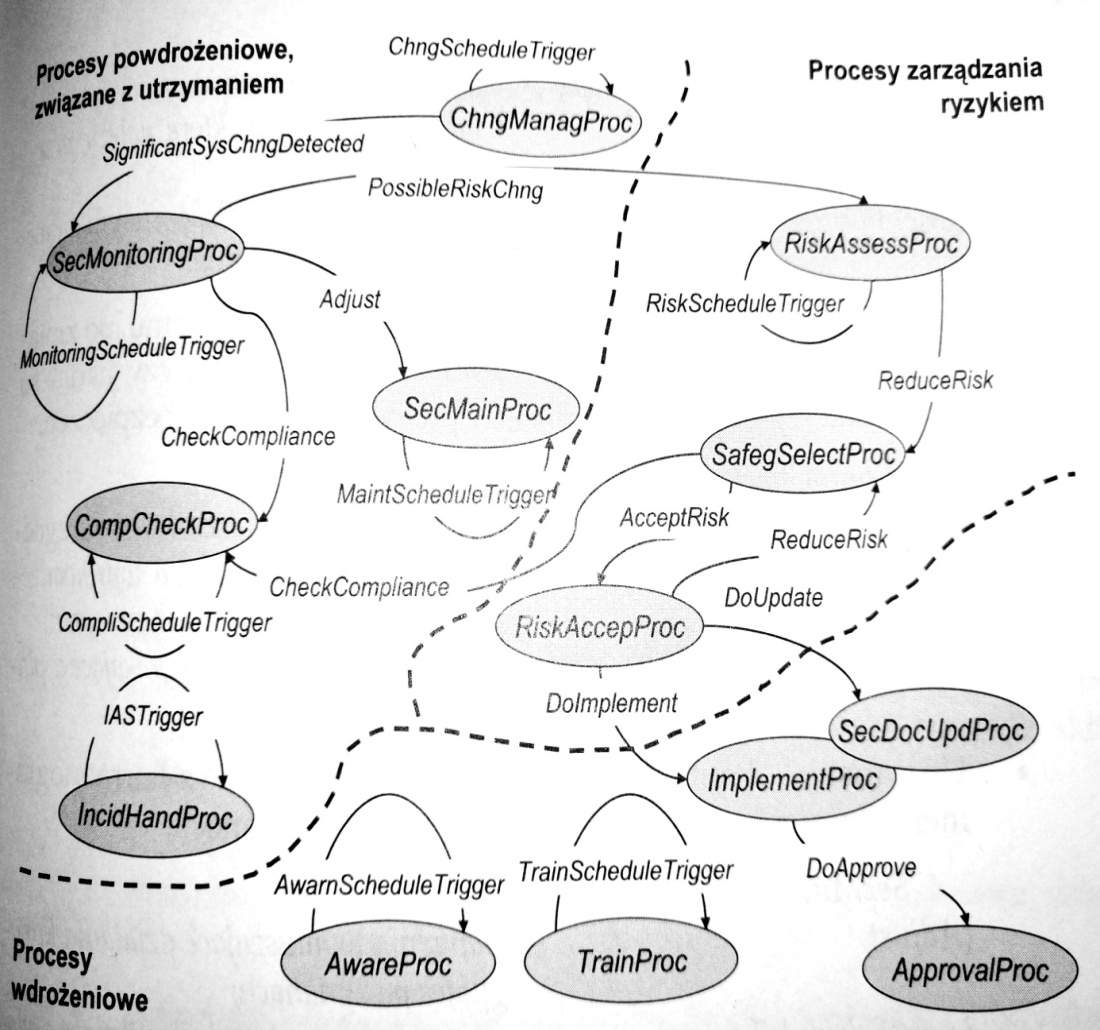 Procesy powdrożeniowe,
związane z utrzymaniem
ChngScheduleTrigger
ChngManagProc
Procesy zarządzania
ryzykiem
SignificantSysChngDetected
PossibleRiskChng
SecMonitoringProc
RiskAssessProc
Adjust
RiskScheduleTrigger
MonitoringScheduleTrigger
ReduceRisk
SecMainProc
CheckCompliance
SafegSelectProc
MaintScheduleTrigger
CompCheckProc
AcceptRisk
ReduceRisk
CheckCompliance
DoUpdate
CompliScheduleTrigger
RiskAccepProc
DoImplement
IASTrigger
SecDocUpdProc
ImplementProc
IncidHandProc
DoApprove
AwarnScheduleTrigger
TrainScheduleTrigger
Procesy
wdrożeniowe
AwareProc
TrainProc
ApprovalProc